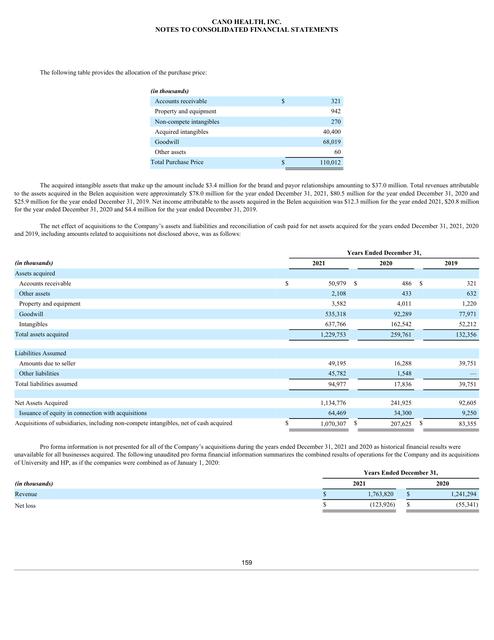 CANO HEALTH, INC.
NOTES TO CONSOLIDATED FINANCIAL STATEMENTS
The following table provides the allocation of the purchase price:
(in thousands)
Accounts receivable $ 321
Property and equipment 942
Non-compete intangibles 270
Acquired intangibles 40,400
Goodwill 68,019
Other assets 60
Total Purchase Price $ 110,012
The acquired intangible assets that make up the amount include $3.4 million for the brand and payor relationships amounting to $37.0 million. Total revenues attributable
to the assets acquired in the Belen acquisition were approximately $78.0 million for the year ended December 31, 2021, $80.5 million for the year ended December 31, 2020 and
$25.9 million for the year ended December 31, 2019. Net income attributable to the assets acquired in the Belen acquisition was $12.3 million for the year ended 2021, $20.8 million
for the year ended December 31, 2020 and $4.4 million for the year ended December 31, 2019.
The net effect of acquisitions to the Company's assets and liabilities and reconciliation of cash paid for net assets acquired for the years ended December 31, 2021, 2020
and 2019, including amounts related to acquisitions not disclosed above, was as follows:
Years Ended December 31,
(in thousands) 2021 2020 2019
Assets acquired
Accounts receivable $ 50,979 $ 486 $ 321
Other assets 2,108 433 632
Property and equipment 3,582 4,011 1,220
Goodwill 535,318 92,289 77,971
Intangibles 637,766 162,542 52,212
Total assets acquired 1,229,753 259,761 132,356
Liabilities Assumed
Amounts due to seller 49,195 16,288 39,751
Other liabilities 45,782 1,548 —
Total liabilities assumed 94,977 17,836 39,751
Net Assets Acquired 1,134,776 241,925 92,605
Issuance of equity in connection with acquisitions 64,469 34,300 9,250
Acquisitions of subsidiaries, including non-compete intangibles, net of cash acquired $ 1,070,307 $ 207,625 $ 83,355
Pro forma information is not presented for all of the Company's acquisitions during the years ended December 31, 2021 and 2020 as historical financial results were
unavailable for all businesses acquired. The following unaudited pro forma financial information summarizes the combined results of operations for the Company and its acquisitions
of University and HP, as if the companies were combined as of January 1, 2020:
Years Ended December 31,
(in thousands) 2021 2020
Revenue $ 1,763,820 $ 1,241,294
Net loss $ (123,926) $ (55,341)
159